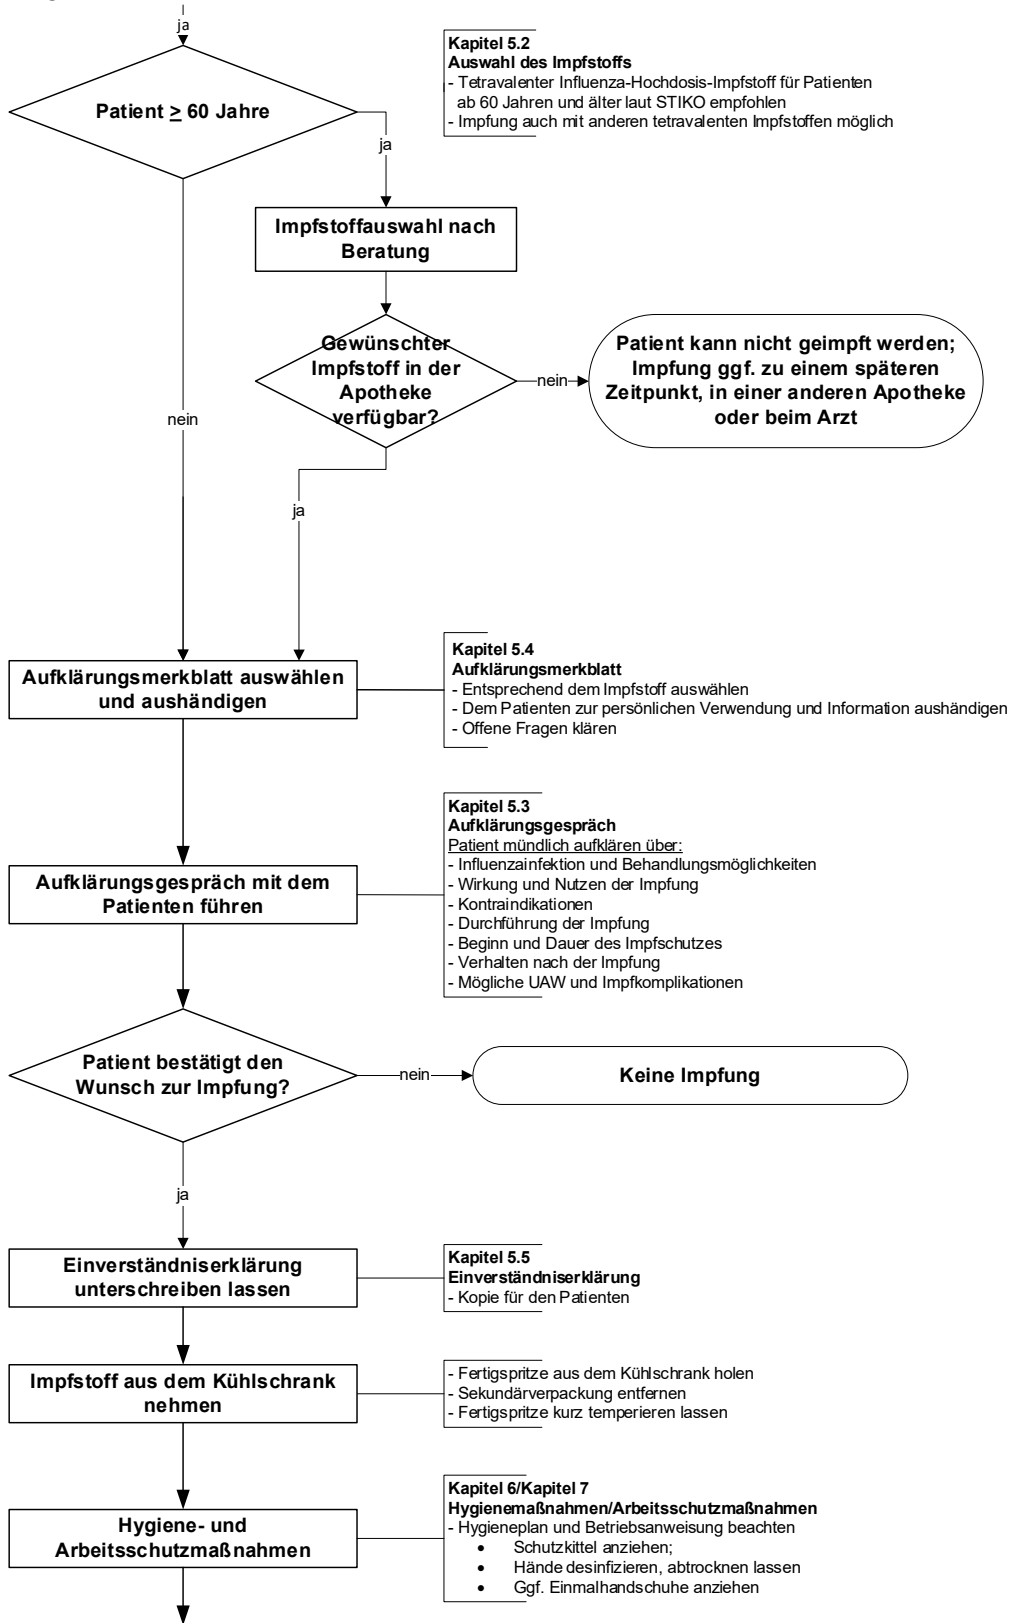 ja
Patient ≥ 60 Jahre
Kapitel 5.2
Auswahl des Impfstoffs
- Tetravalenter Influenza-Hochdosis-Impfstoff für Patienten
ab 60 Jahren und älter laut STIKO empfohlen
- Impfung auch mit anderen tetravalenten Impfstoffen möglich
ja
Impfstoffauswahl nach
Beratung
Gewünschter
Impfstoff in der
Apotheke
verfügbar?
nein
Patient kann nicht geimpft werden;
Impfung ggf. zu einem späteren
Zeitpunkt, in einer anderen Apotheke
oder beim Arzt
nein
ja
Aufklärungsmerkblatt auswählen
und aushändigen
Kapitel 5.4
Aufklärungsmerkblatt
- Entsprechend dem Impfstoff auswählen
- Dem Patienten zur persönlichen Verwendung und Information aushändigen
- Offene Fragen klären
Aufklärungsgespräch mit dem
Patienten führen
Kapitel 5.3
Aufklärungsgespräch
Patient mündlich aufklären über:
- Influenzainfektion und Behandlungsmöglichkeiten
- Wirkung und Nutzen der Impfung
- Kontraindikationen
- Durchführung der Impfung
- Beginn und Dauer des Impfschutzes
- Verhalten nach der Impfung
- Mögliche UAW und Impfkomplikationen
Patient bestätigt den
Wunsch zur Impfung?
nein
Keine Impfung
ja
Einverständniserklärung
unterschreiben lassen
Kapitel 5.5
Einverständniserklärung
- Kopie für den Patienten
Impfstoff aus dem Kühlschrank
nehmen
- Fertigspritze aus dem Kühlschrank holen
- Sekundärverpackung entfernen
- Fertigspritze kurz temperieren lassen
Hygiene- und
Arbeitsschutzmaßnahmen
Kapitel 6/Kapitel 7
Hygienemaßnahmen/Arbeitsschutzmaßnahmen
- Hygieneplan und Betriebsanweisung beachten
• Schutzkittel anziehen;
• Hände desinfizieren, abtrocknen lassen
• Ggf. Einmalhandschuhe anziehen